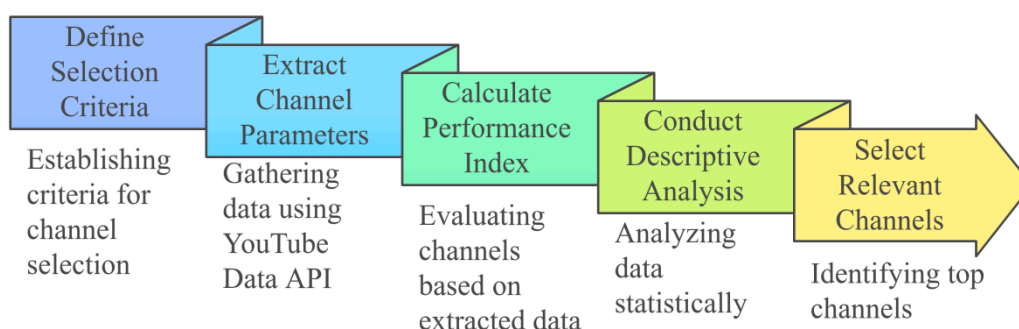 Define
Selection
Criteria
Establishing
criteria for
channel
selection
Extract
Channel
Parameters
Gathering
data using
YouTube
Data API
Calculate
Performance
Index
Evaluating
channels
based on
extracted data
Conduct
Descriptive
Analysis
Analyzing
data
statistically
Select
Relevant
Channels
Identifying top
channels